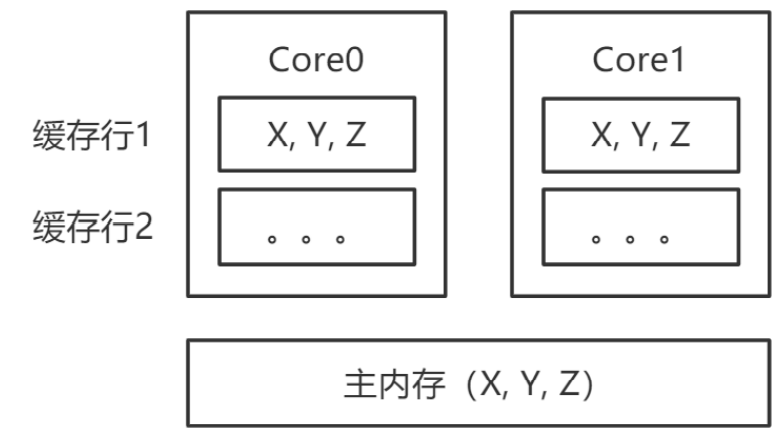 Core0 Core1
缓存行1 X, Y, Z X, Y, Z
缓存行2 。。。 。。。
主内存（X, Y, Z）